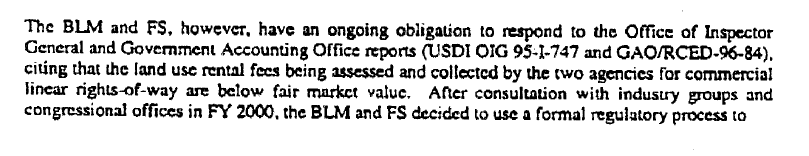 The BLM and FS, however, have an ongoing obligation to respond to the Office of Inspector
General and Government Accounting Office reports (USDI OIG 95-I-747 and GAO/RCED-96-84),
citing that the land use rental fees being assessed and collected by the two agencies for commercial
linear rights-of-way are below fair market value. After consultation with industry groups and
congressional offices in FY 2000, the BLM and FS decided to use a formal regulatory process to